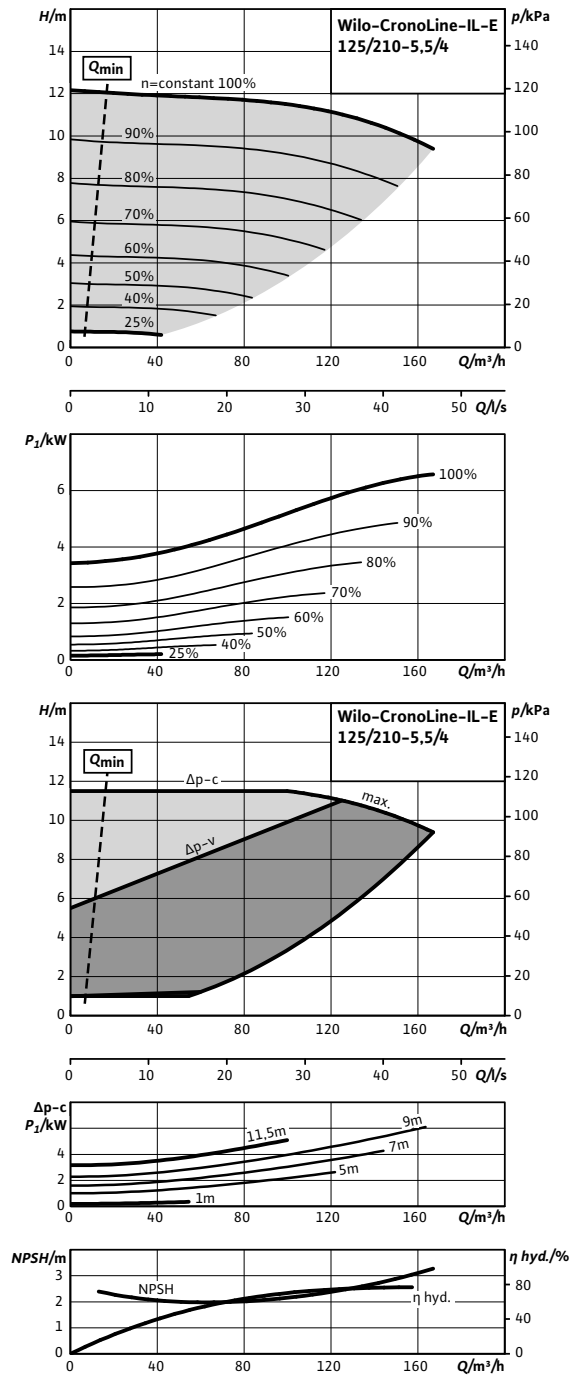 H/m
Wilo-CronoLine-IL-E
125/210-5,5/4
p/kPa
Qmin
n=constant 100%
90%
80%
70%
60%
50%
40%
25%
14
12
10
8
6
4
2
0
140
120
100
80
60
40
20
0
0 40 80 120 160 Q/m³/h
0 10 20 30 40 50 Q/l/s
P₁/kW
100%
90%
80%
70%
60%
50%
40%
25%
6
4
2
0
0 40 80 120 160 Q/m³/h
H/m
Wilo-CronoLine-IL-E
125/210-5,5/4
p/kPa
Qmin
Δp-c
max.
Δp-v
14
12
10
8
6
4
2
0
140
120
100
80
60
40
20
0
0 40 80 120 160 Q/m³/h
0 10 20 30 40 50 Q/l/s
Δp-c
P₁/kW
11,5m
9m
7m
5m
1m
4
2
0
0 40 80 120 160 Q/m³/h
NPSH/m
η hyd./%
NPSH
η hyd.
3
2
1
0
80
40
0
0 40 80 120 160 Q/m³/h